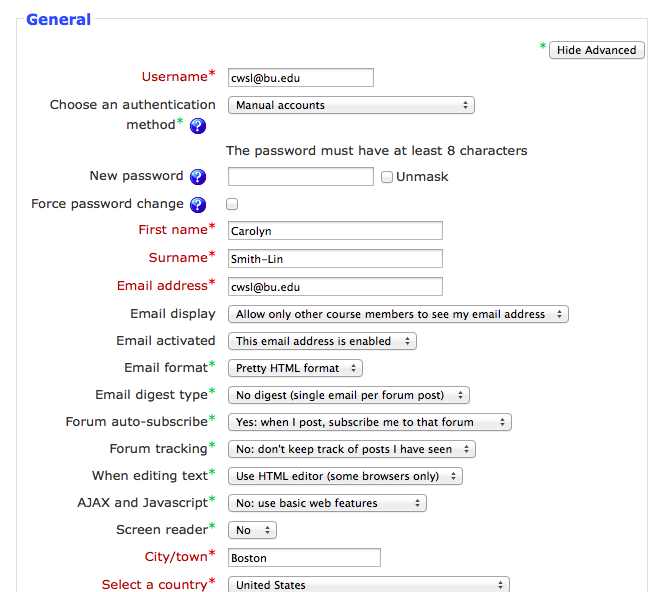 General
* Hide Advanced
Username* cwsl@bu.edu
Choose an authentication Manual accounts
method* ?
The password must have at least 8 characters
New password ? Unmask
Force password change ?
First name* Carolyn
Surname* Smith-Lin
Email address* cwsl@bu.edu
Email display Allow only other course members to see my email address
Email activated This email address is enabled
Email format* Pretty HTML format
Email digest type* No digest (single email per forum post)
Forum auto-subscribe* Yes: when I post, subscribe me to that forum
Forum tracking* No: don't keep track of posts I have seen
When editing text* Use HTML editor (some browsers only)
AJAX and Javascript* No: use basic web features
Screen reader* No
City/town* Boston
Select a country* United States